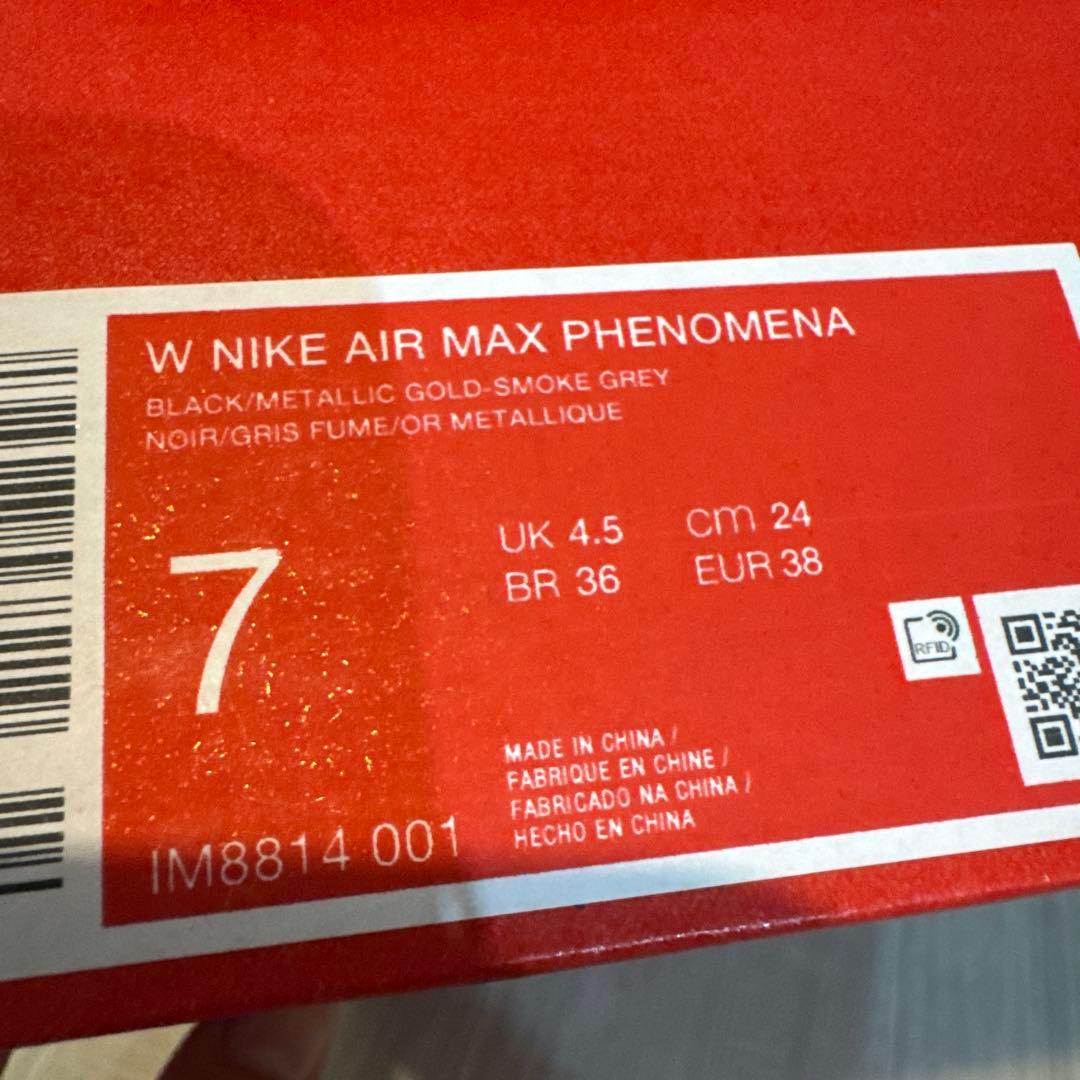 W NIKE AIR MAX PHENOMENA
BLACK/METALLIC GOLD-SMOKE GREY
NOIR/GRIS FUME/OR METALLIQUE
7
UK 4.5 cm 24
BR 36 EUR 38
RFID
MADE IN CHINA /
FABRIQUE EN CHINE /
FABRICADO NA CHINA /
HECHO EN CHINA
IM8814 001